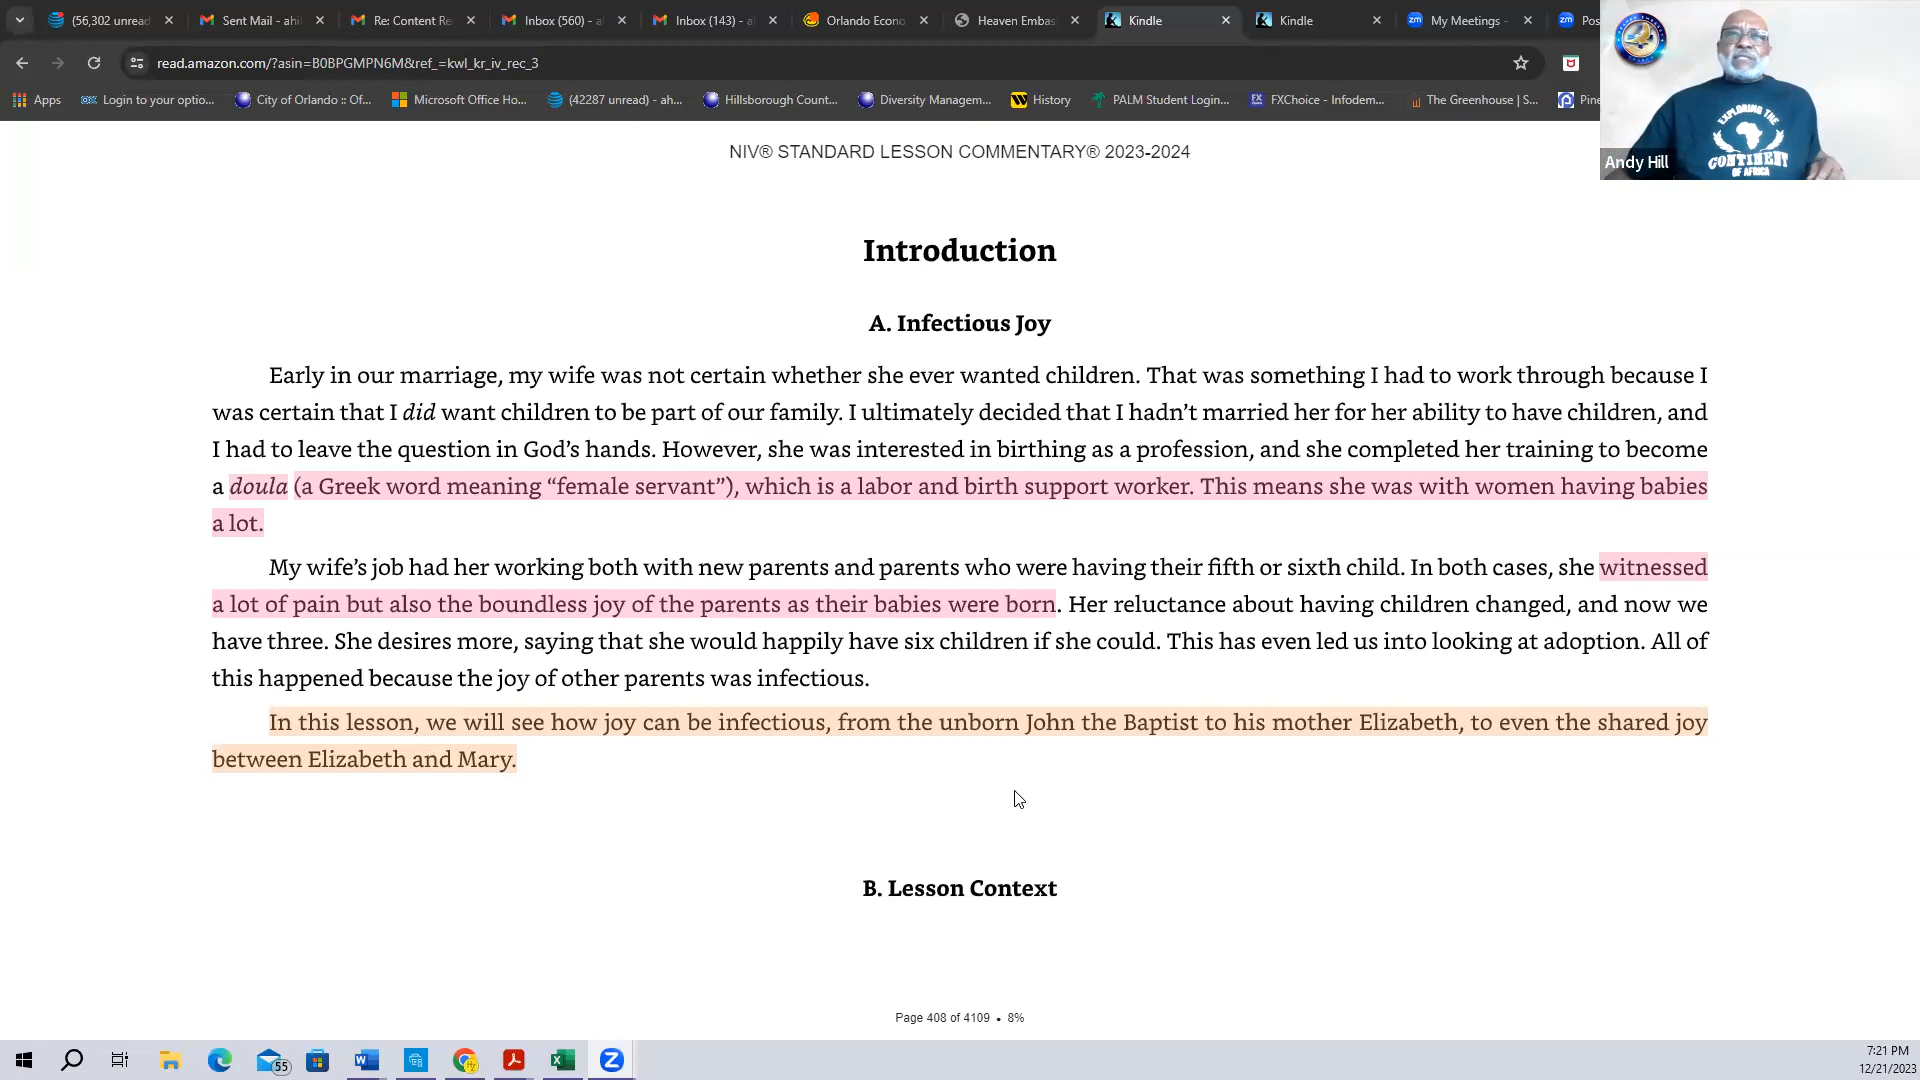 (56,302 unread
Sent Mail - ahi
Re: Content Re
Inbox (560) - a
Inbox (143) - a
Orlando Econo
Heaven Embas
Kindle
Kindle
My Meetings -
Pos
read.amazon.com/?asin=B0BPGMPN6M&ref_=kwl_kr_iv_rec_3
Apps
Login to your optio...
City of Orlando :: Of...
Microsoft Office Ho...
(42287 unread) - ah...
Hillsborough Count...
Diversity Managem...
History
PALM Student Login...
FXChoice - Infodem...
The Greenhouse | S...
Pine
EXPLORING THE
CONTINENT
OF AFRICA
Andy Hill
NIV® STANDARD LESSON COMMENTARY® 2023-2024
Introduction
A. Infectious Joy
Early in our marriage, my wife was not certain whether she ever wanted children. That was something I had to work through because I
was certain that I did want children to be part of our family. I ultimately decided that I hadn’t married her for her ability to have children, and
I had to leave the question in God’s hands. However, she was interested in birthing as a profession, and she completed her training to become
a doula (a Greek word meaning “female servant”), which is a labor and birth support worker. This means she was with women having babies
a lot.
My wife’s job had her working both with new parents and parents who were having their fifth or sixth child. In both cases, she witnessed
a lot of pain but also the boundless joy of the parents as their babies were born. Her reluctance about having children changed, and now we
have three. She desires more, saying that she would happily have six children if she could. This has even led us into looking at adoption. All of
this happened because the joy of other parents was infectious.
In this lesson, we will see how joy can be infectious, from the unborn John the Baptist to his mother Elizabeth, to even the shared joy
between Elizabeth and Mary.
B. Lesson Context
Page 408 of 4109 • 8%
55
7:21 PM
12/21/2023